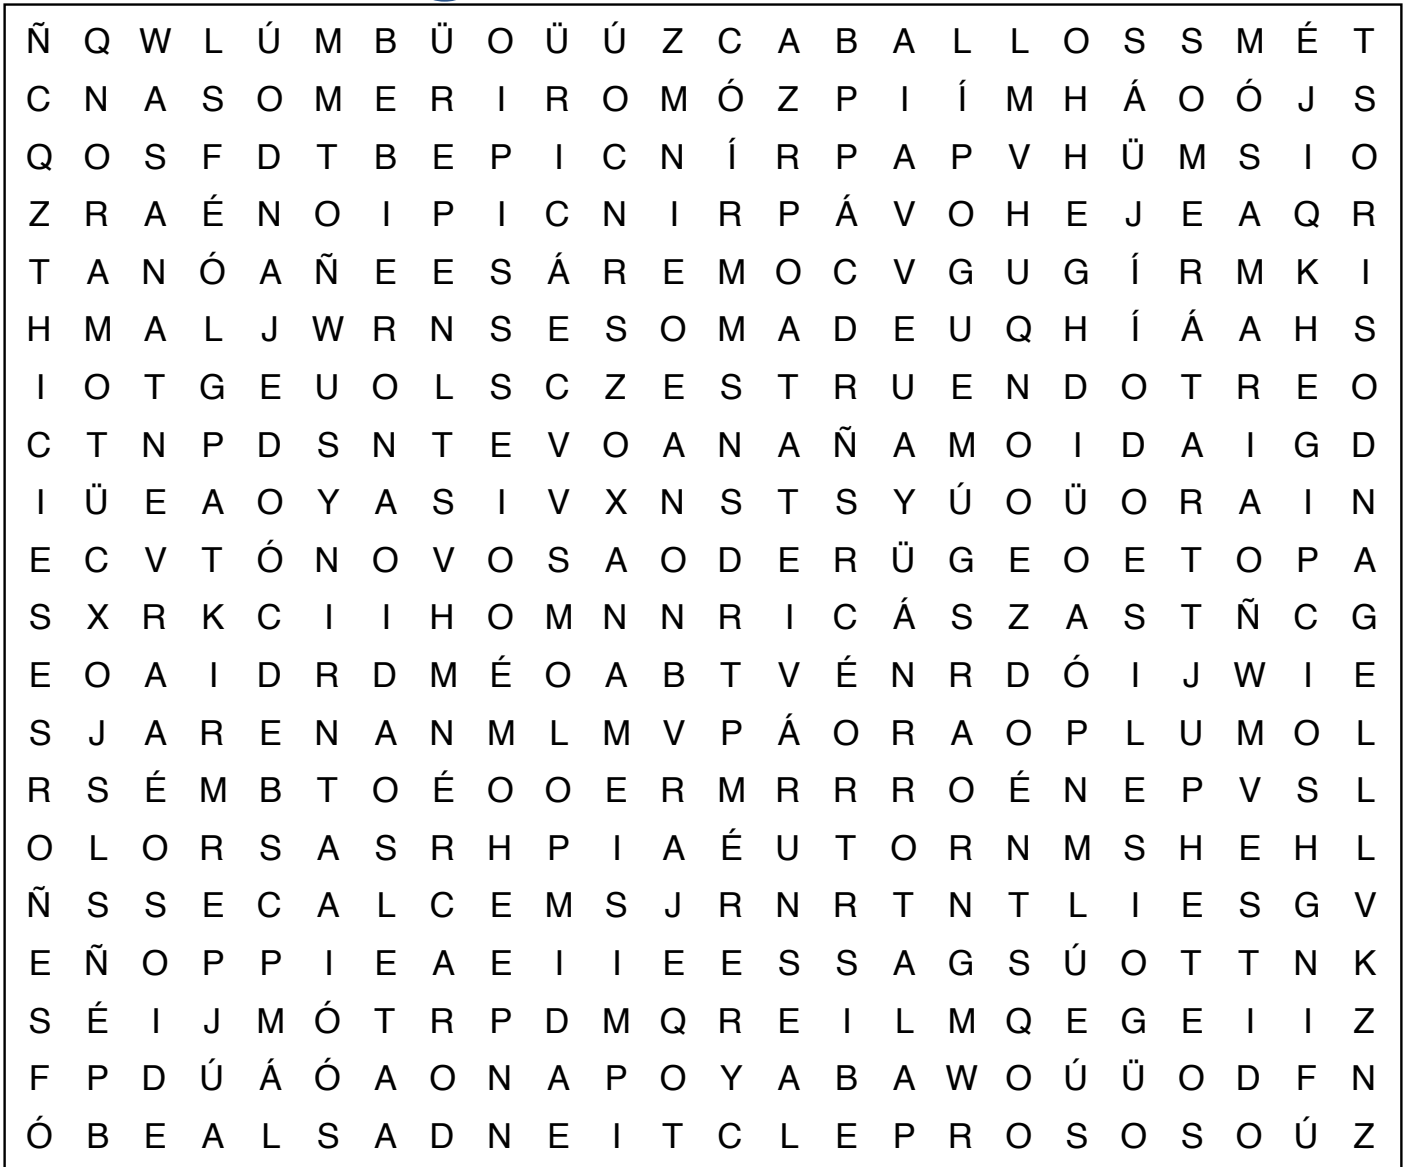 Ñ Q W L Ú M B Ü O Ü Ú Z C A B A L L O S S M É T
C N A S O M E R I R O M Ó Z P I Í M H Á O Ó J S
Q O S F D T B E P I C N Í R P A P V H Ü M S I O
Z R A É N O I P I C N I R P Á V O H E J E A Q R
T A N Ó A Ñ E E S Á R E M O C V G U G Í R M K I
H M A L J W R N S E S O M A D E U Q H Í Á A H S
I O T G E U O L S C Z E S T R U E N D O T R E O
C T N P D S N T E V O A N A Ñ A M O I D A I G D
I Ü E A O Y A S I V X N S T S Y Ú O Ü O R A I N
E C V T Ó N O V O S A O D E R Ü G E O E T O P A
S X R K C I I H O M N N R I C Á S Z A S T Ñ C G
E O A I D R D M É O A B T V É N R D Ó I J W I E
S J A R E N A N M L M V P Á O R A O P L U M O L
R S É M B T O É O O E R M R R R O É N E P V S L
O L O R S A S R H P I A É U T O R N M S H E H L
Ñ S S E C A L C E M S J R N R T N T L I E S G V
E Ñ O P P I E A E I I E E S S A G S Ú O T T N K
S É I J M Ó T R P D M Q R E I L M Q E G E I I Z
F P D Ú Á Ó A O N A P O Y A B A W O Ú Ü O D F N
Ó B E A L S A D N E I T C L E P R O S O S O Ú Z